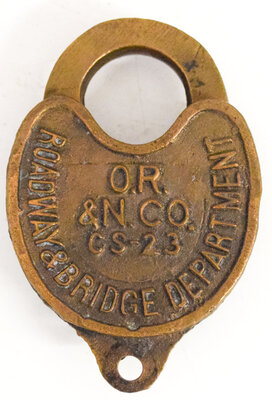 O.R.
&N.CO.
CS-23
ROADWAY & BRIDGE DEPARTMENT